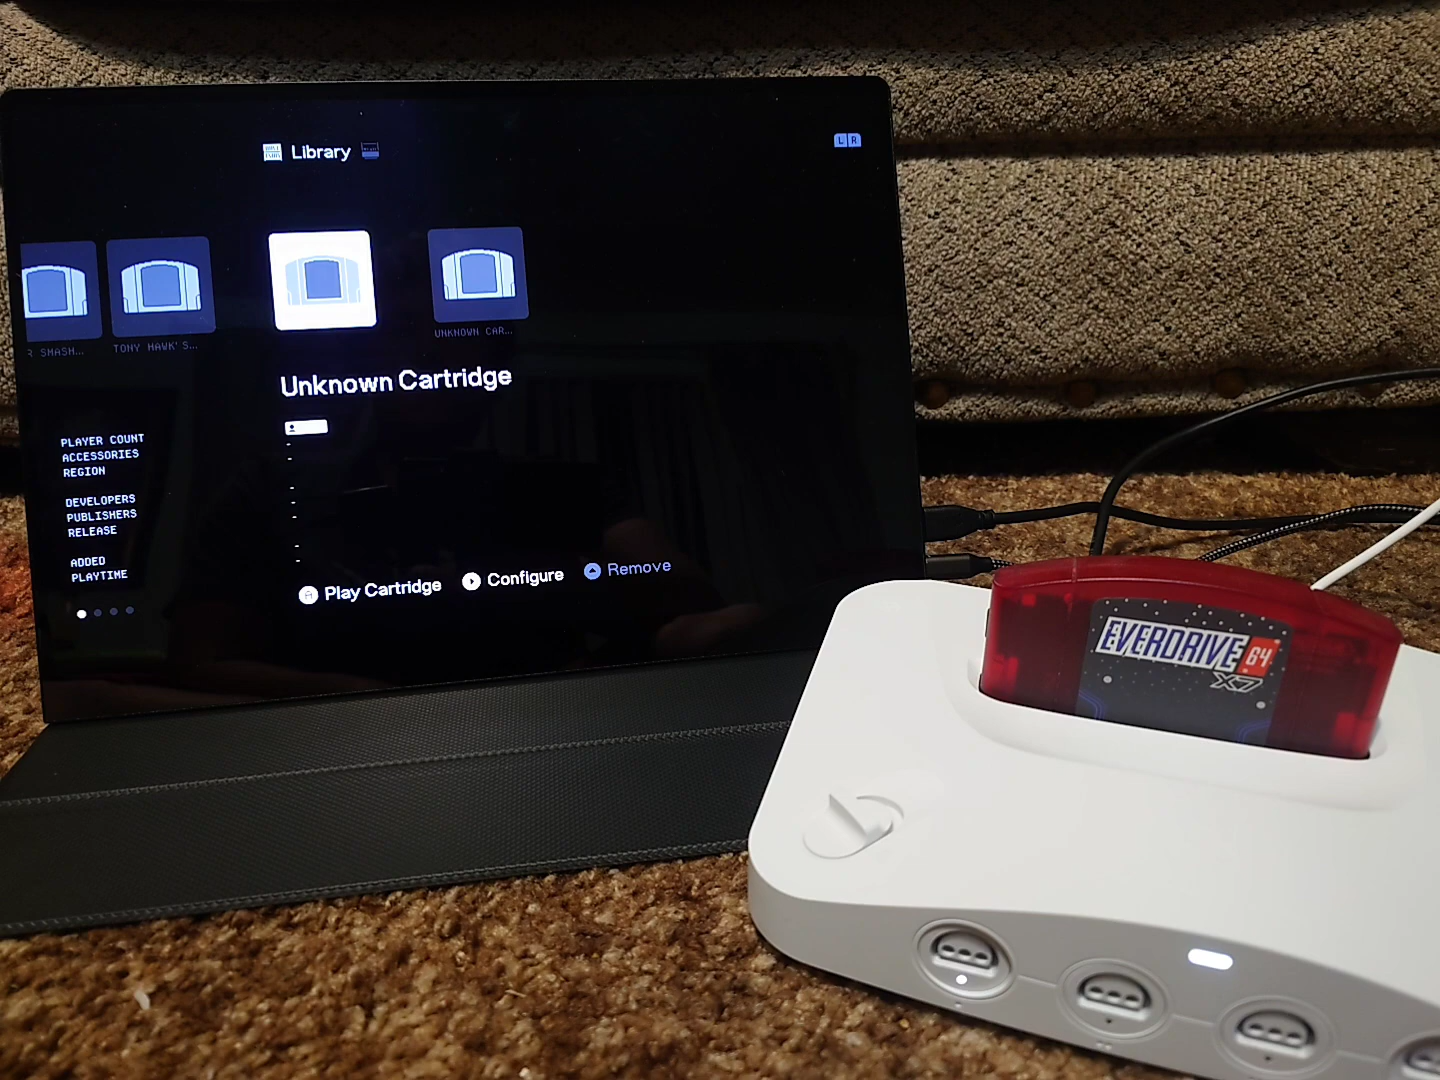 Library
L R
R SMASH...
TONY HAWK'S...
UNKNOWN CAR...
Unknown Cartridge
PLAYER COUNT
ACCESSORIES
REGION
DEVELOPERS
PUBLISHERS
RELEASE
ADDED
PLAYTIME
A Play Cartridge
Configure
Remove
EVERDRIVE 64
X7